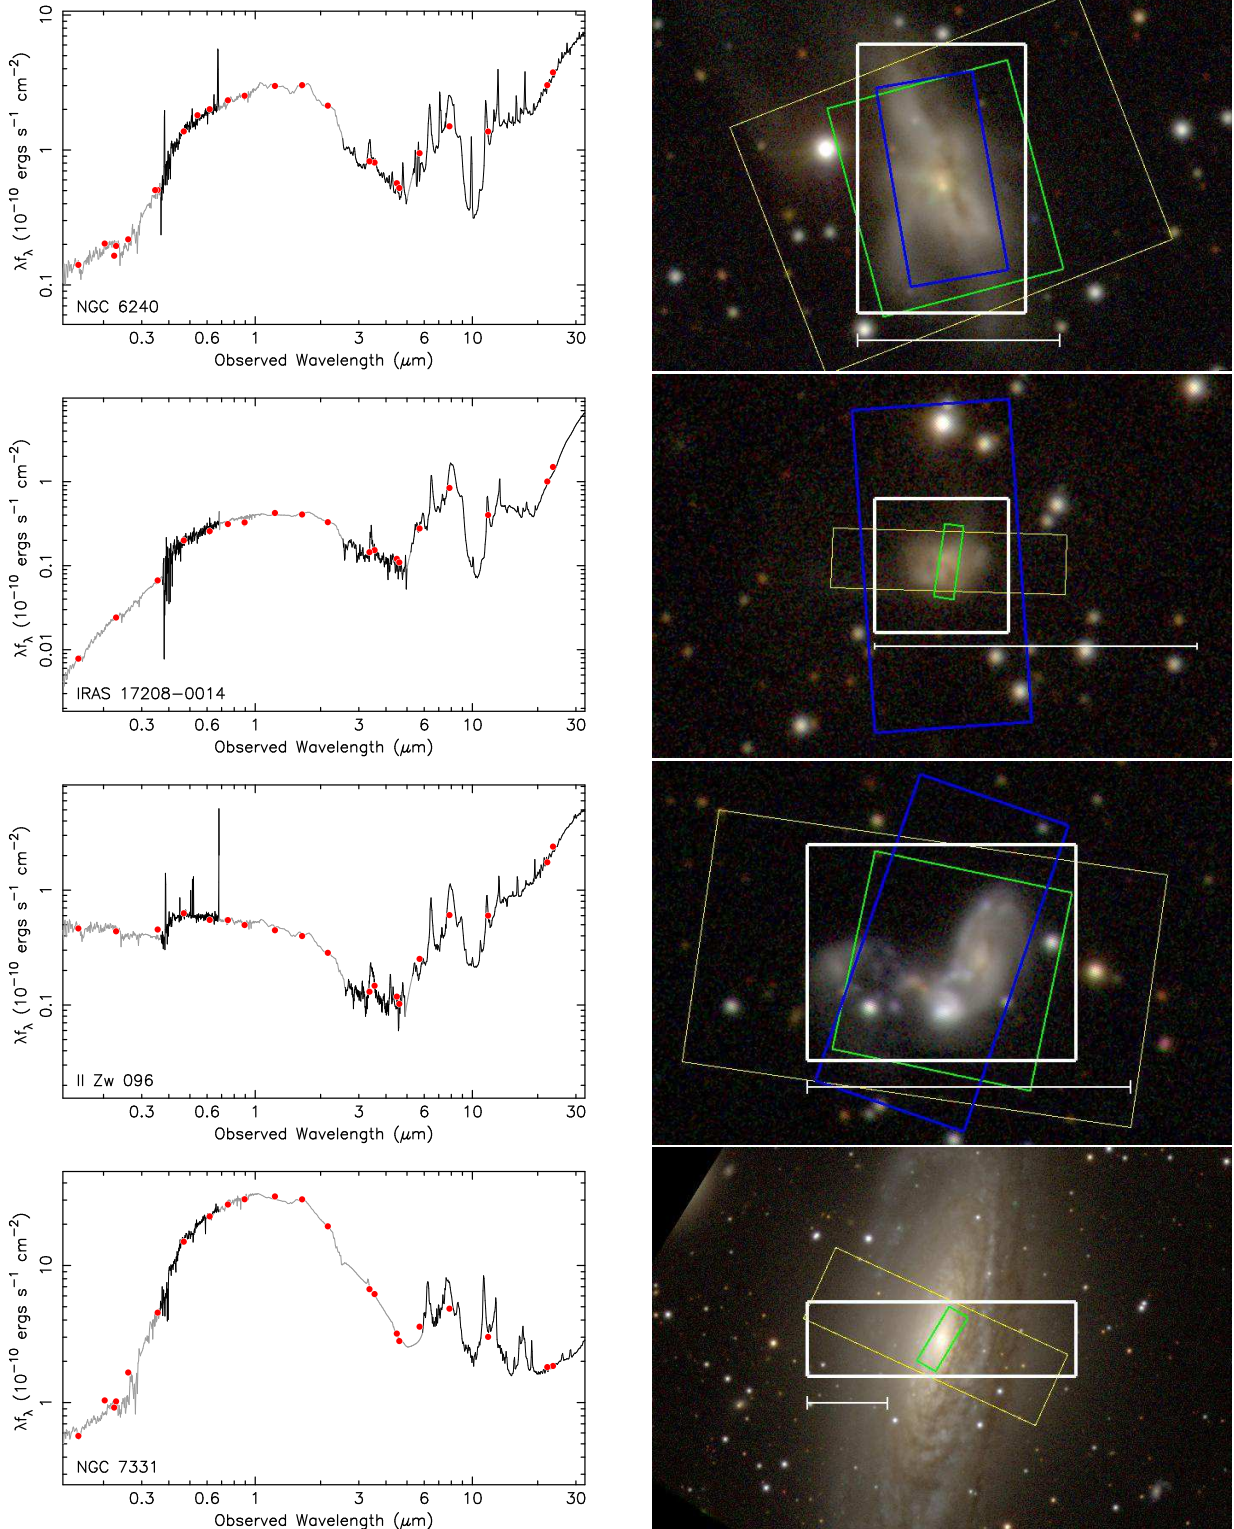 10
1
0.1
λf_λ (10⁻¹⁰ ergs s⁻¹ cm⁻²)
NGC 6240
0.3 0.6 1 3 6 10 30
Observed Wavelength (μm)
1
0.1
0.01
λf_λ (10⁻¹⁰ ergs s⁻¹ cm⁻²)
IRAS 17208−0014
0.3 0.6 1 3 6 10 30
Observed Wavelength (μm)
1
0.1
λf_λ (10⁻¹⁰ ergs s⁻¹ cm⁻²)
II Zw 096
0.3 0.6 1 3 6 10 30
Observed Wavelength (μm)
10
1
λf_λ (10⁻¹⁰ ergs s⁻¹ cm⁻²)
NGC 7331
0.3 0.6 1 3 6 10 30
Observed Wavelength (μm)